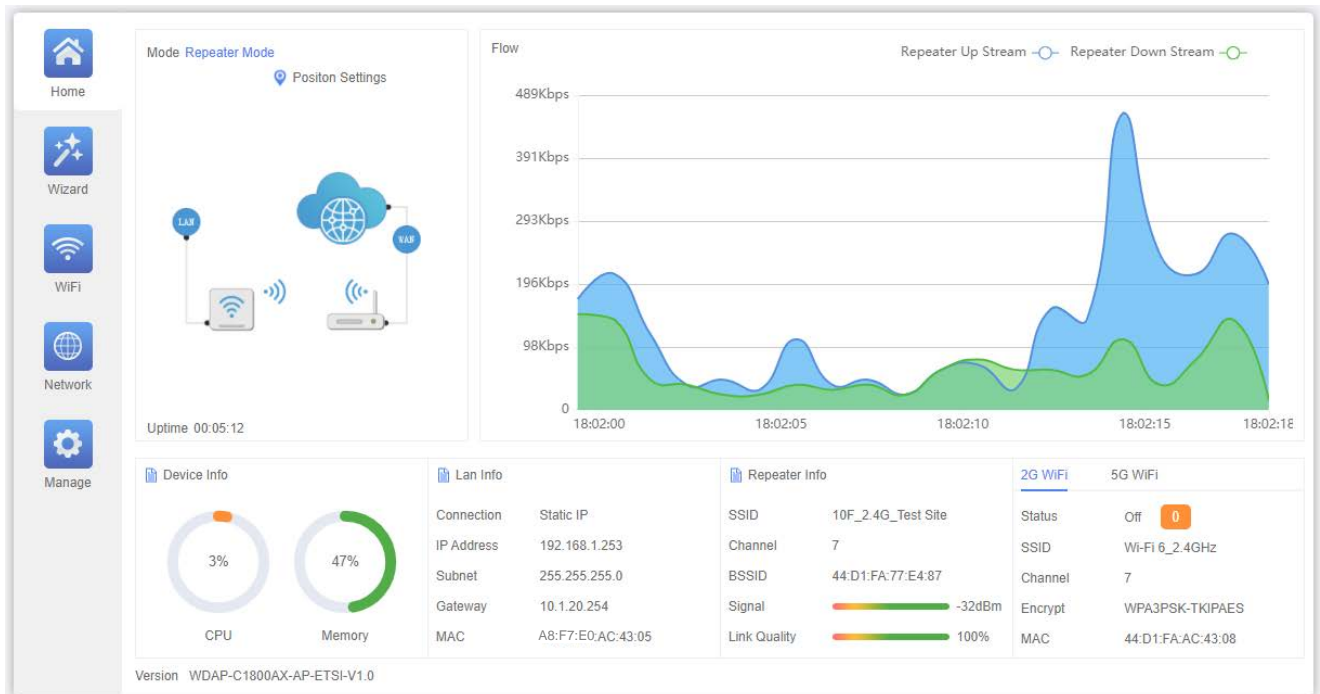 Home
Wizard
WiFi
Network
Manage
Mode Repeater Mode
Positon Settings
LAN
WAN
Uptime 00:05:12
Flow
Repeater Up Stream
Repeater Down Stream
489Kbps
391Kbps
293Kbps
196Kbps
98Kbps
0
18:02:00 18:02:05 18:02:10 18:02:15 18:02:18
Device Info
3%
47%
CPU Memory
Lan Info
Connection Static IP
IP Address 192.168.1.253
Subnet 255.255.255.0
Gateway 10.1.20.254
MAC A8:F7:E0:AC:43:05
Repeater Info
SSID 10F_2.4G_Test Site
Channel 7
BSSID 44:D1:FA:77:E4:87
Signal -32dBm
Link Quality 100%
2G WiFi 5G WiFi
Status Off 0
SSID Wi-Fi 6_2.4GHz
Channel 7
Encrypt WPA3PSK-TKIPAES
MAC 44:D1:FA:AC:43:08
Version WDAP-C1800AX-AP-ETSI-V1.0